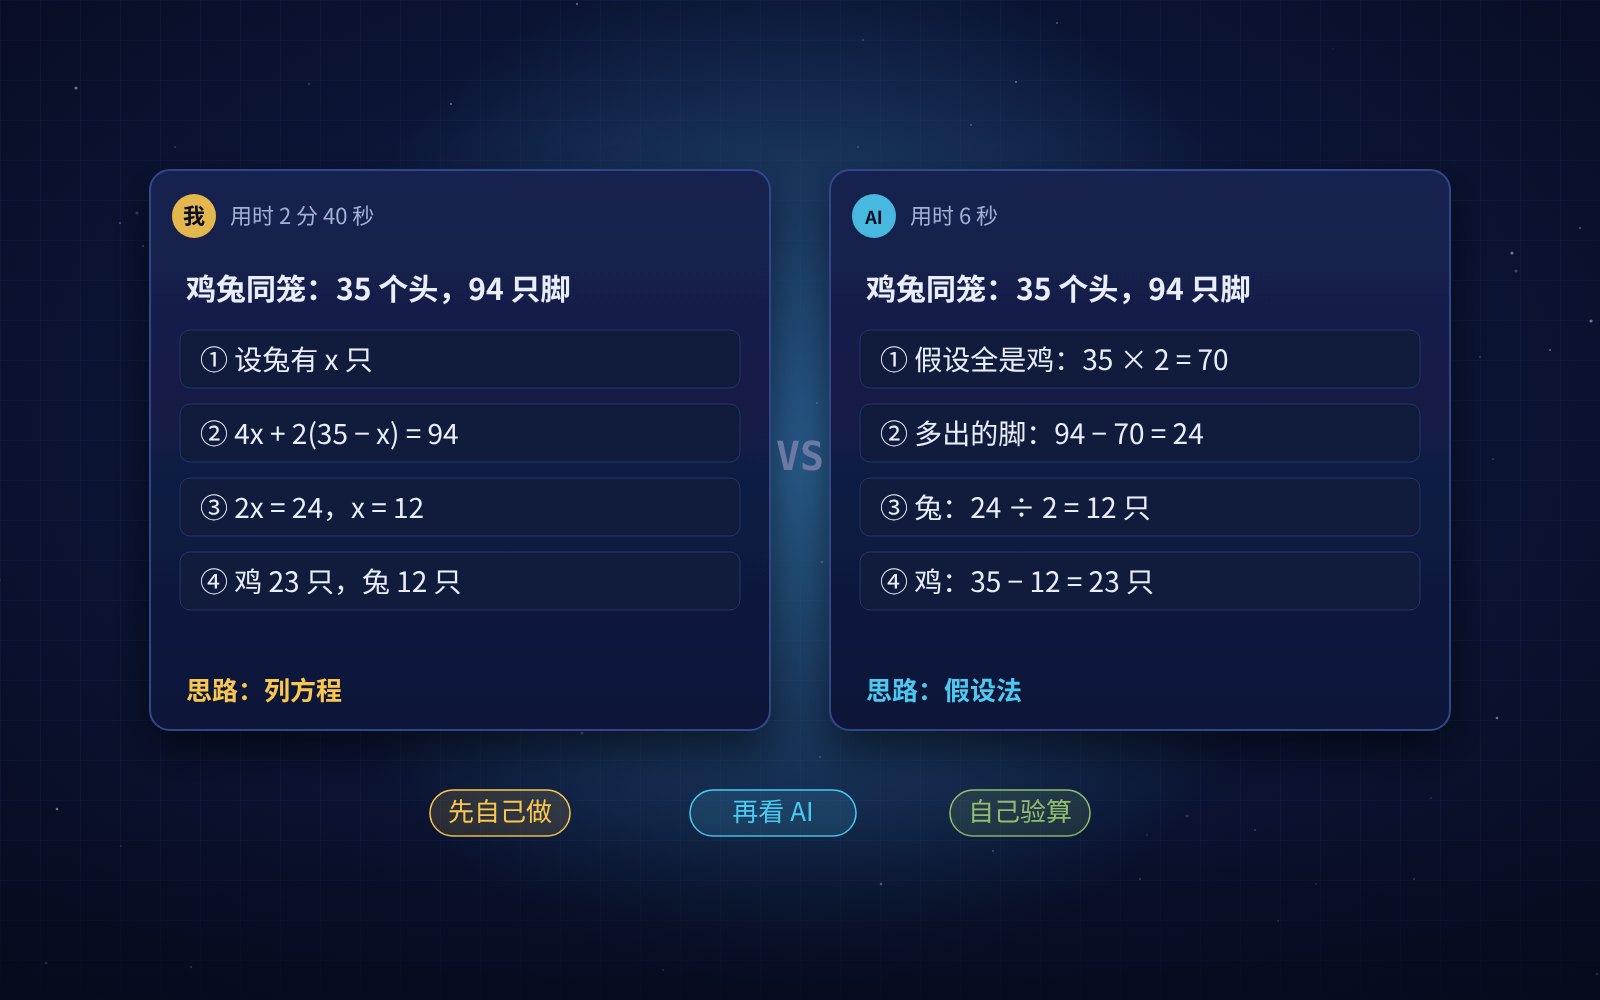 我 用时 2 分 40 秒
鸡兔同笼：35 个头，94 只脚
① 设兔有 x 只
② 4x + 2(35 − x) = 94
③ 2x = 24，x = 12
④ 鸡 23 只，兔 12 只
思路：列方程
VS
AI 用时 6 秒
鸡兔同笼：35 个头，94 只脚
① 假设全是鸡：35 × 2 = 70
② 多出的脚：94 − 70 = 24
③ 兔：24 ÷ 2 = 12 只
④ 鸡：35 − 12 = 23 只
思路：假设法
先自己做
再看 AI
自己验算